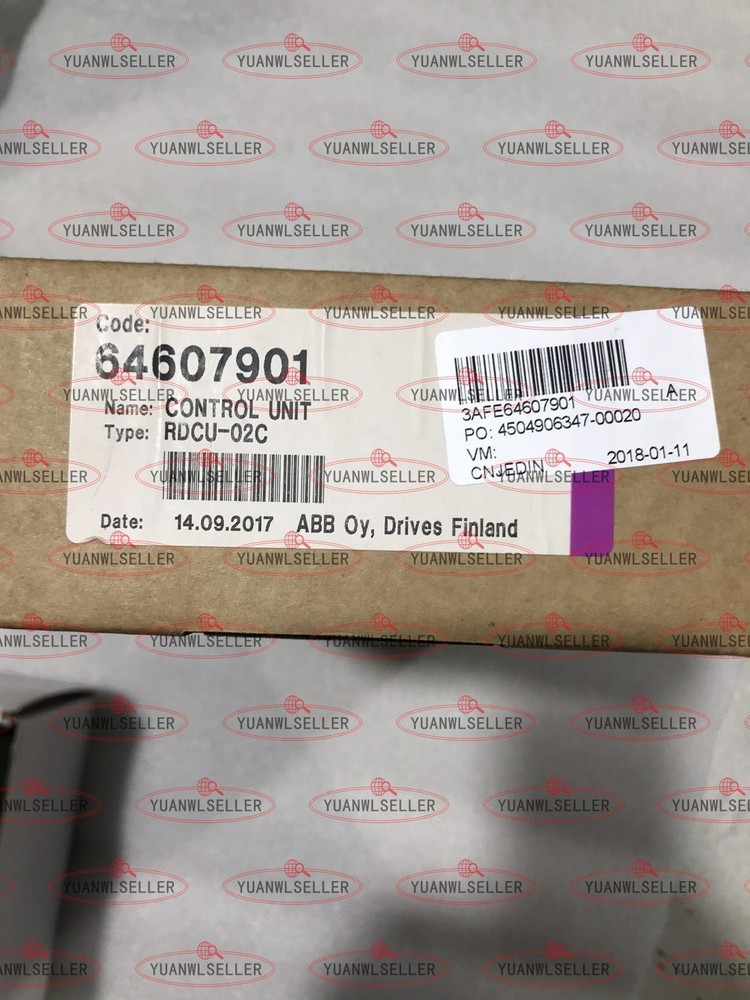 Code:
64607901
Name: CONTROL UNIT
Type: RDCU-02C
Date: 14.09.2017 ABB Oy, Drives Finland
3AFE64607901
A
PO: 4504906347-00020
VM:
CNJEDIN
2018-01-11
YUANWLSELLER